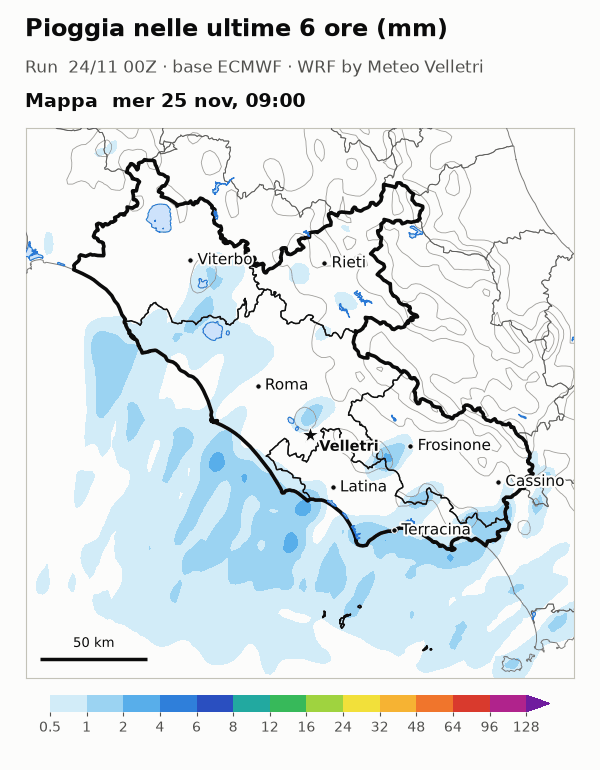 Pioggia nelle ultime 6 ore (mm)
Run  24/11 00Z · base ECMWF · WRF by Meteo Velletri
Mappa  mer 25 nov, 09:00
Viterbo
Rieti
Roma
Velletri
Frosinone
Cassino
Latina
Terracina
50 km
0.5 1 2 4 6 8 12 16 24 32 48 64 96 128